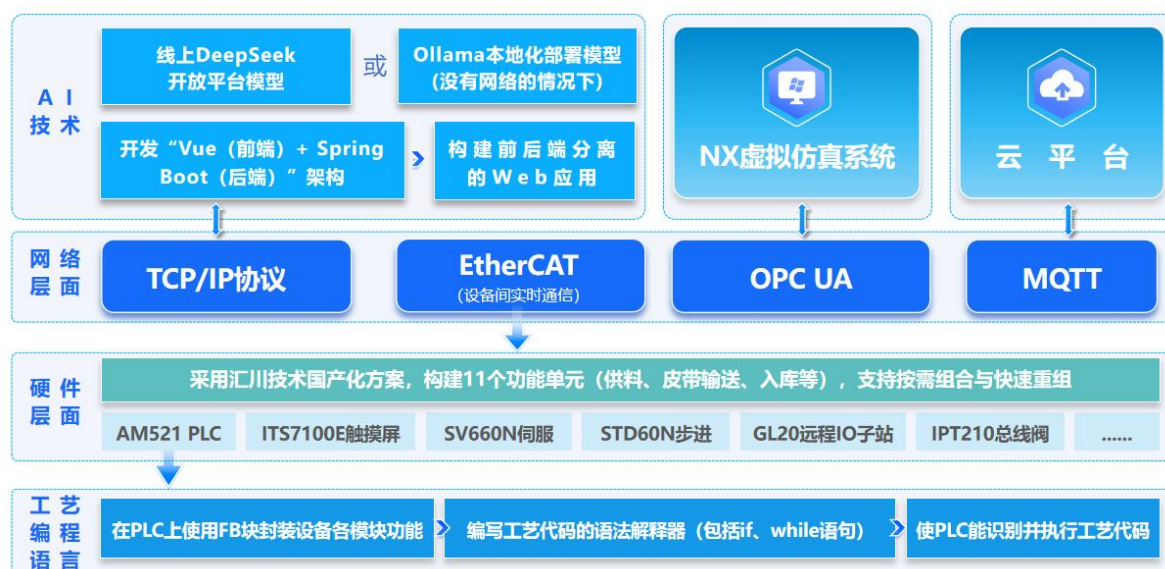 AI
技术
线上DeepSeek
开放平台模型
或
Ollama本地化部署模型
(没有网络的情况下)
开发“Vue（前端）+ Spring
Boot（后端）”架构
构建前后端分离
的Web应用
NX虚拟仿真系统
云平台
网络
层面
TCP/IP协议
EtherCAT
(设备间实时通信)
OPC UA
MQTT
硬件
层面
采用汇川技术国产化方案，构建11个功能单元（供料、皮带输送、入库等），支持按需组合与快速重组
AM521 PLC
ITS7100E触摸屏
SV660N伺服
STD60N步进
GL20远程IO子站
IPT210总线阀
......
工艺
编程
语言
在PLC上使用FB块封装设备各模块功能
编写工艺代码的语法解释器（包括if、while语句）
使PLC能识别并执行工艺代码